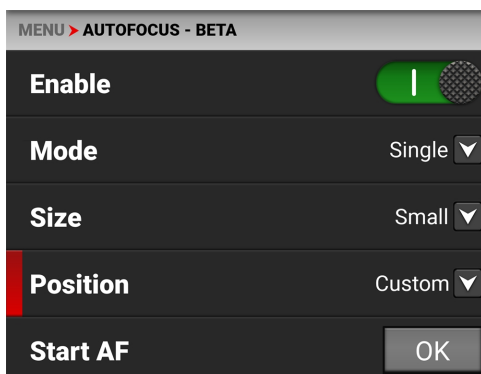 MENU > AUTOFOCUS - BETA
Enable
Mode Single
Size Small
Position Custom
Start AF OK